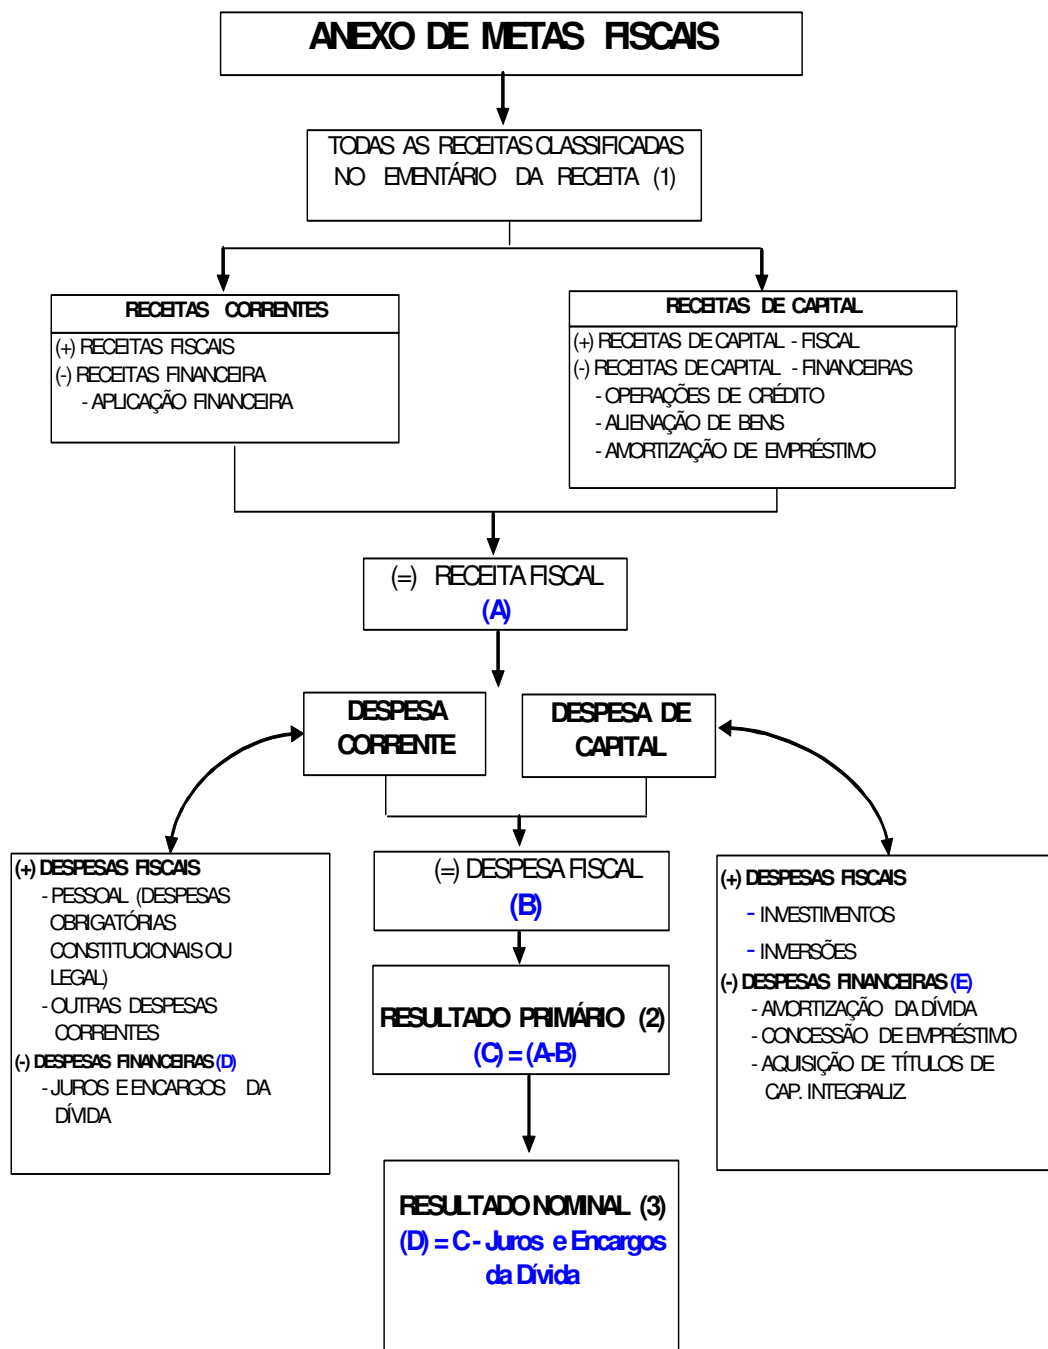 ANEXO DE METAS FISCAIS
TODAS AS RECEITAS CLASSIFICADAS
NO EMENTÁRIO DA RECEITA (1)
RECEITAS CORRENTES
(+) RECEITAS FISCAIS
(-) RECEITAS FINANCEIRA
- APLICAÇÃO FINANCEIRA
RECEITAS DE CAPITAL
(+) RECEITAS DE CAPITAL - FISCAL
(-) RECEITAS DE CAPITAL - FINANCEIRAS
- OPERAÇÕES DE CRÉDITO
- ALIENAÇÃO DE BENS
- AMORTIZAÇÃO DE EMPRÉSTIMO
(=) RECEITA FISCAL
(A)
DESPESA
CORRENTE
DESPESA DE
CAPITAL
(+) DESPESAS FISCAIS
- PESSOAL (DESPESAS
OBRIGATÓRIAS
CONSTITUCIONAIS OU
LEGAL)
- OUTRAS DESPESAS
CORRENTES
(-) DESPESAS FINANCEIRAS (D)
- JUROS E ENCARGOS DA
DÍVIDA
(=) DESPESA FISCAL
(B)
(+) DESPESAS FISCAIS
- INVESTIMENTOS
- INVERSÕES
(-) DESPESAS FINANCEIRAS (E)
- AMORTIZAÇÃO DA DÍVIDA
- CONCESSÃO DE EMPRÉSTIMO
- AQUISIÇÃO DE TÍTULOS DE
CAP. INTEGRALIZ.
RESULTADO PRIMÁRIO (2)
(C) = (A-B)
RESULTADO NOMINAL (3)
(D) = C - Juros e Encargos
da Dívida